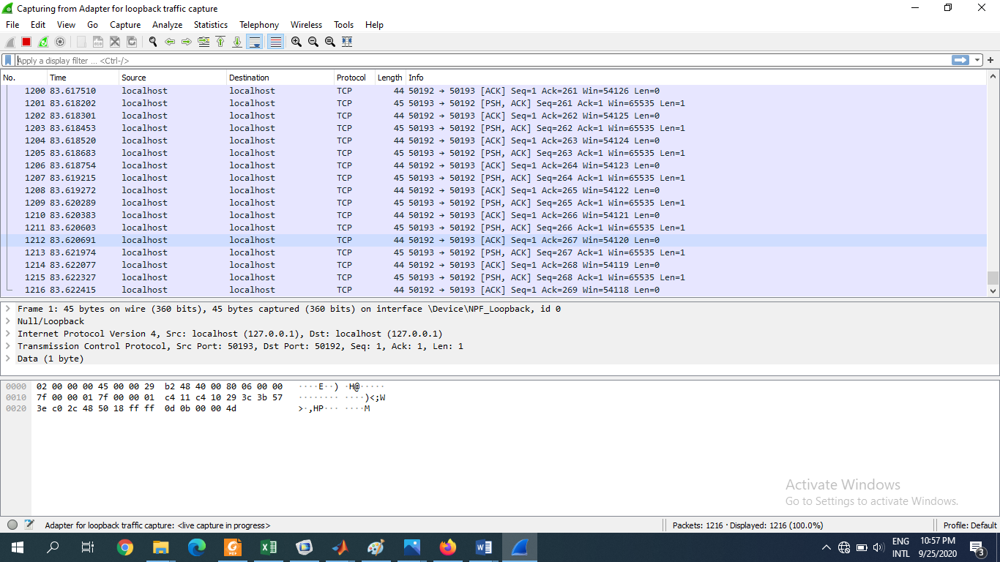 Capturing from Adapter for loopback traffic capture
File Edit View Go Capture Analyze Statistics Telephony Wireless Tools Help
Apply a display filter ... <Ctrl-/>
No. Time Source Destination Protocol Length Info
1200 83.617510 localhost localhost TCP 44 50192 → 50193 [ACK] Seq=1 Ack=261 Win=54126 Len=0
1201 83.618202 localhost localhost TCP 45 50193 → 50192 [PSH, ACK] Seq=261 Ack=1 Win=65535 Len=1
1202 83.618301 localhost localhost TCP 44 50192 → 50193 [ACK] Seq=1 Ack=262 Win=54125 Len=0
1203 83.618453 localhost localhost TCP 45 50193 → 50192 [PSH, ACK] Seq=262 Ack=1 Win=65535 Len=1
1204 83.618520 localhost localhost TCP 44 50192 → 50193 [ACK] Seq=1 Ack=263 Win=54124 Len=0
1205 83.618683 localhost localhost TCP 45 50193 → 50192 [PSH, ACK] Seq=263 Ack=1 Win=65535 Len=1
1206 83.618754 localhost localhost TCP 44 50192 → 50193 [ACK] Seq=1 Ack=264 Win=54123 Len=0
1207 83.619215 localhost localhost TCP 45 50193 → 50192 [PSH, ACK] Seq=264 Ack=1 Win=65535 Len=1
1208 83.619272 localhost localhost TCP 44 50192 → 50193 [ACK] Seq=1 Ack=265 Win=54122 Len=0
1209 83.620289 localhost localhost TCP 45 50193 → 50192 [PSH, ACK] Seq=265 Ack=1 Win=65535 Len=1
1210 83.620383 localhost localhost TCP 44 50192 → 50193 [ACK] Seq=1 Ack=266 Win=54121 Len=0
1211 83.620603 localhost localhost TCP 45 50193 → 50192 [PSH, ACK] Seq=266 Ack=1 Win=65535 Len=1
1212 83.620691 localhost localhost TCP 44 50192 → 50193 [ACK] Seq=1 Ack=267 Win=54120 Len=0
1213 83.621974 localhost localhost TCP 45 50193 → 50192 [PSH, ACK] Seq=267 Ack=1 Win=65535 Len=1
1214 83.622077 localhost localhost TCP 44 50192 → 50193 [ACK] Seq=1 Ack=268 Win=54119 Len=0
1215 83.622327 localhost localhost TCP 45 50193 → 50192 [PSH, ACK] Seq=268 Ack=1 Win=65535 Len=1
1216 83.622415 localhost localhost TCP 44 50192 → 50193 [ACK] Seq=1 Ack=269 Win=54118 Len=0
Frame 1: 45 bytes on wire (360 bits), 45 bytes captured (360 bits) on interface \Device\NPF_Loopback, id 0
Null/Loopback
Internet Protocol Version 4, Src: localhost (127.0.0.1), Dst: localhost (127.0.0.1)
Transmission Control Protocol, Src Port: 50193, Dst Port: 50192, Seq: 1, Ack: 1, Len: 1
Data (1 byte)
0000 02 00 00 00 45 00 00 29 b2 48 40 00 80 06 00 00 ····E··) ·H@·····
0010 7f 00 00 01 7f 00 00 01 c4 11 c4 10 29 3c 3b 57 ········ ····)<;W
0020 3e c0 2c 48 50 18 ff ff 0d 0b 00 00 4d >·,HP··· ····M
Activate Windows
Go to Settings to activate Windows.
Adapter for loopback traffic capture: <live capture in progress> Packets: 1216 · Displayed: 1216 (100.0%) Profile: Default
ENG 10:57 PM
INTL 9/25/2020 3